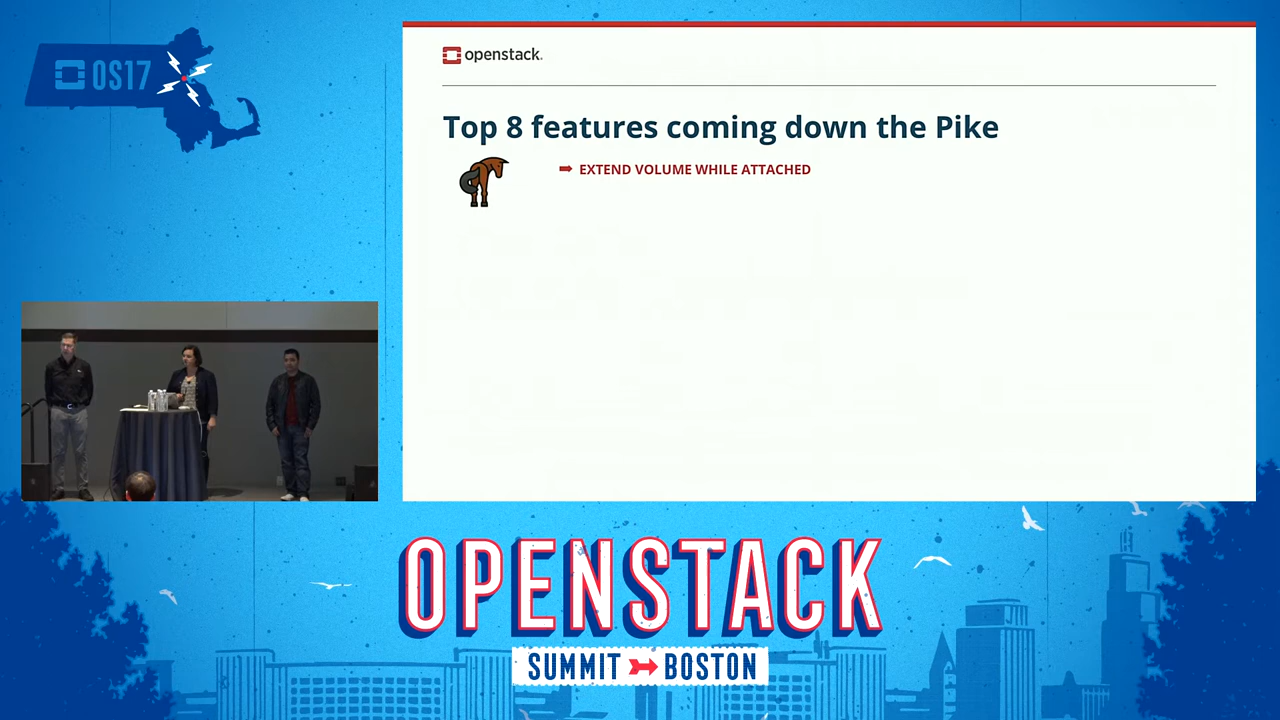 OS17
openstack.
Top 8 features coming down the Pike
➡ EXTEND VOLUME WHILE ATTACHED
OPENSTACK
SUMMIT BOSTON